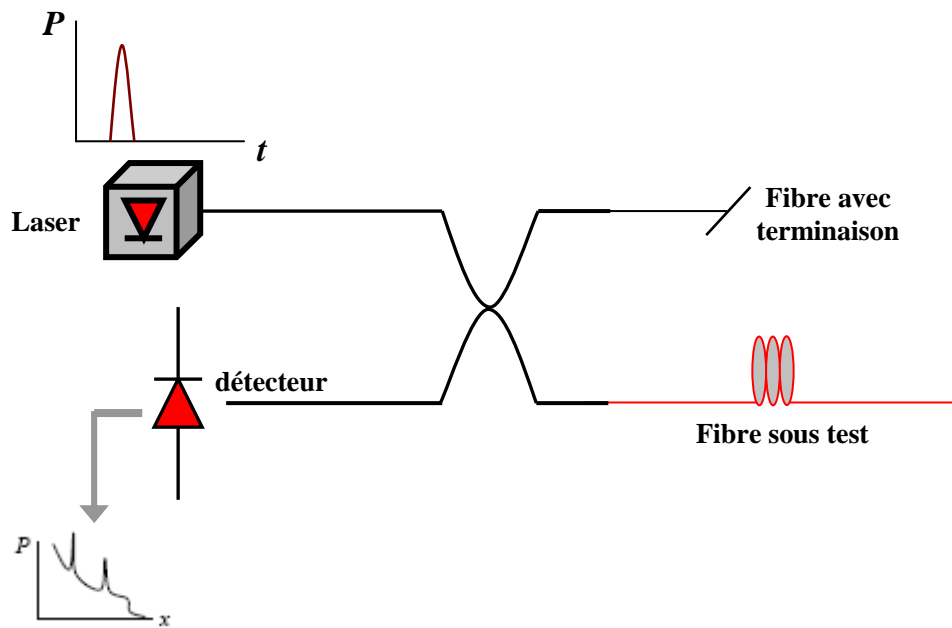 P
t
Laser
Fibre avec
terminaison
détecteur
Fibre sous test
P
x